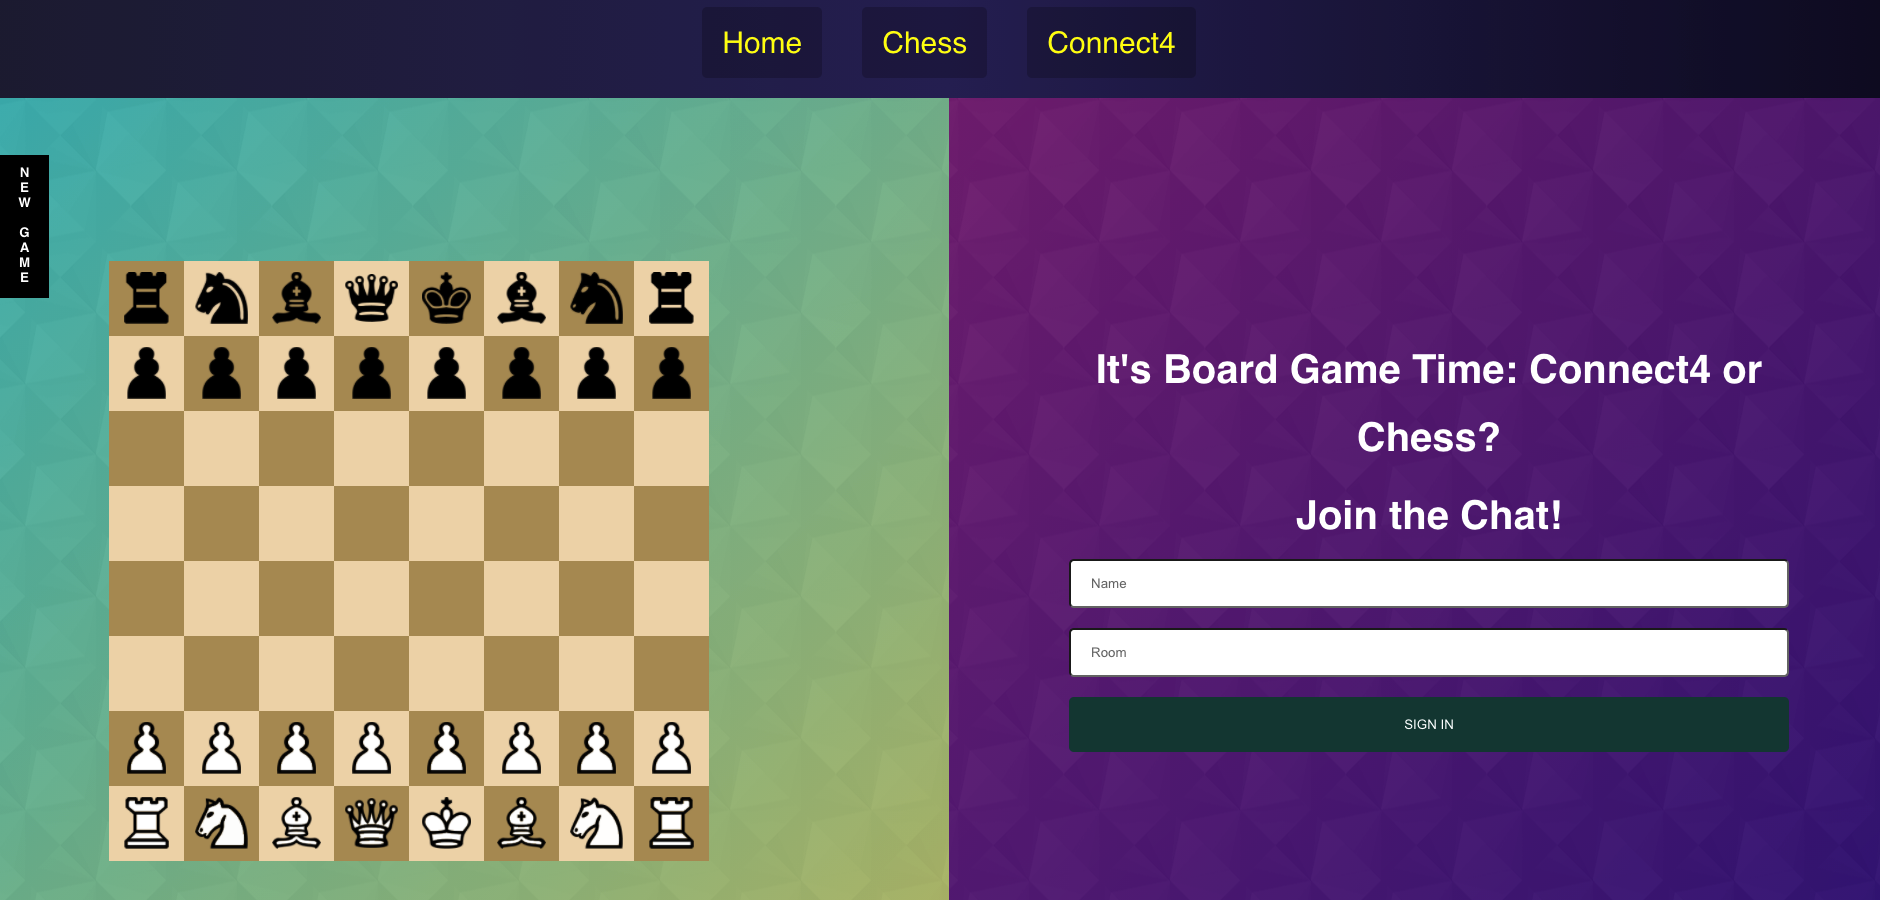 Home
Chess
Connect4
NEW GAME
It's Board Game Time: Connect4 or
Chess?
Join the Chat!
Name
Room
SIGN IN